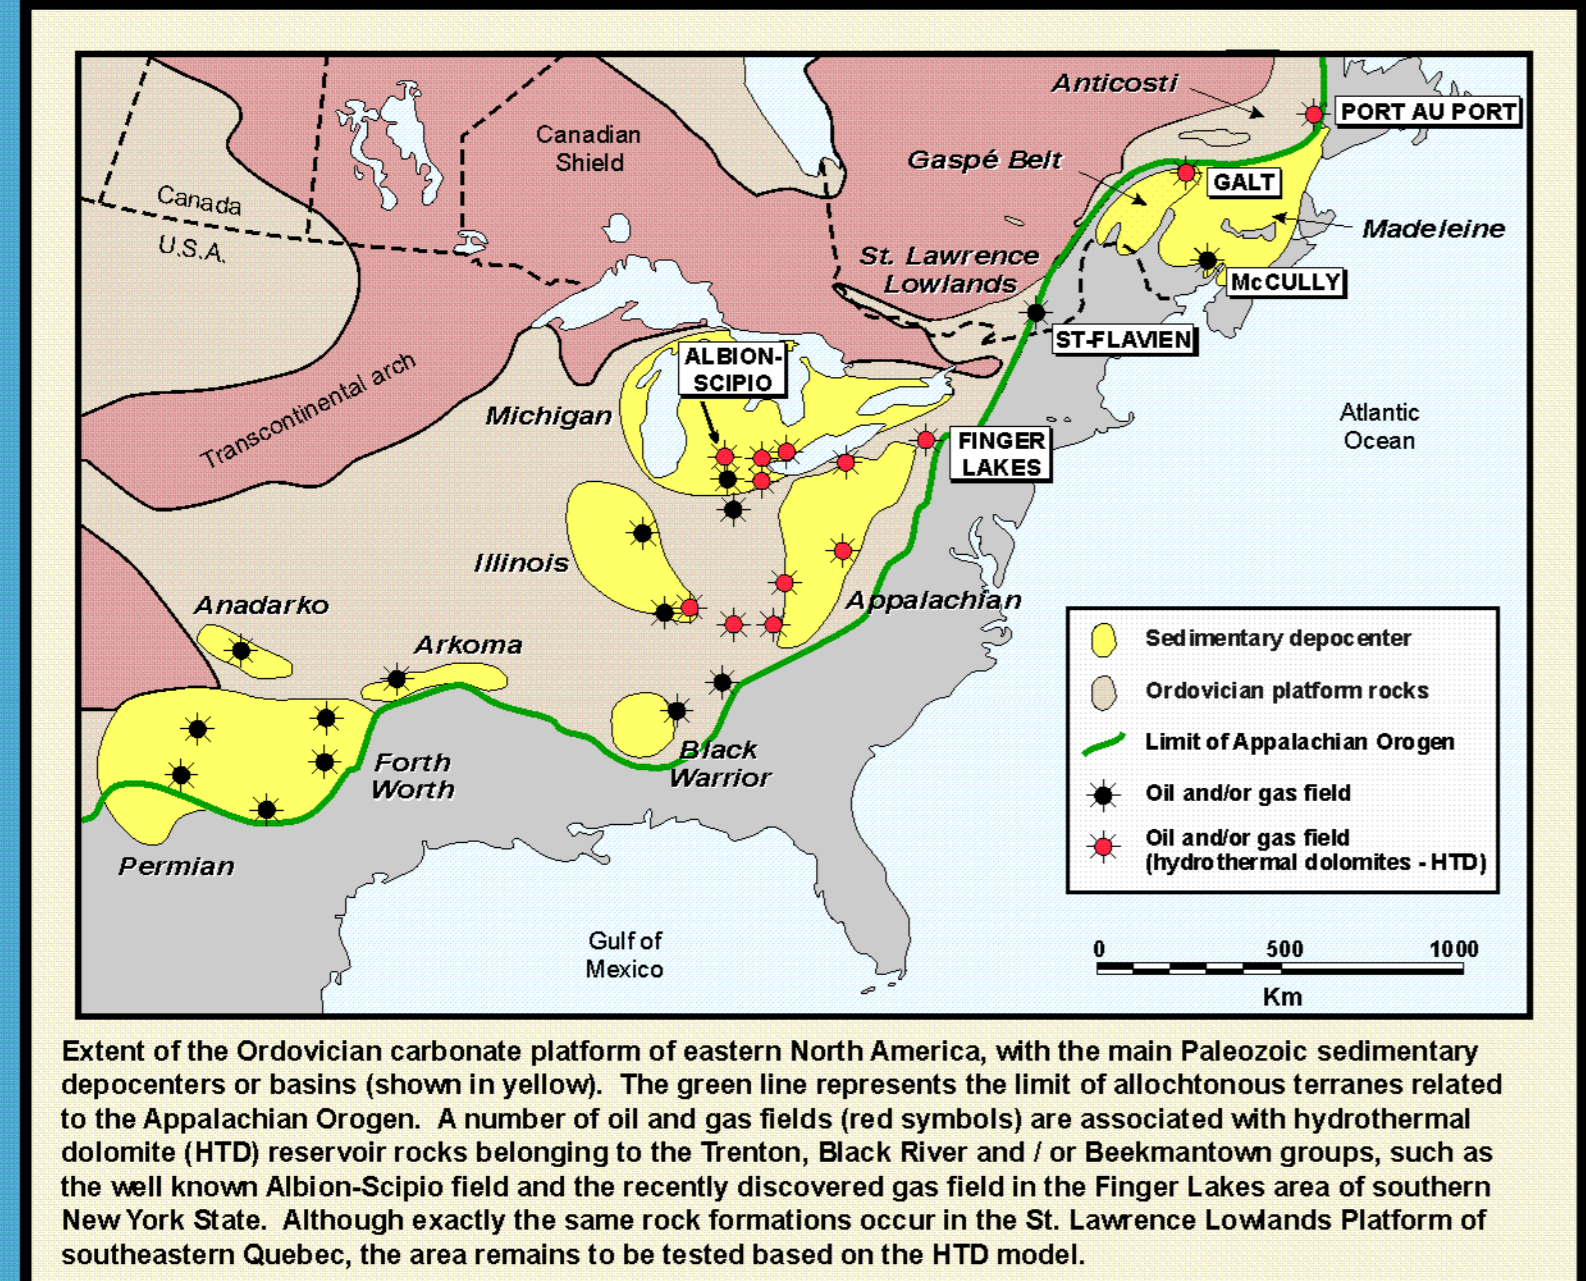 Anticosti
PORT AU PORT
Canadian
Shield
Gaspé Belt
GALT
Canada
U.S.A.
Madeleine
St. Lawrence
Lowlands
McCULLY
ST-FLAVIEN
ALBION-
SCIPIO
Transcontinental arch
Michigan
Atlantic
Ocean
FINGER
LAKES
Illinois
Anadarko
Appalachian
Arkoma
Sedimentary depocenter
Ordovician platform rocks
Limit of Appalachian Orogen
Oil and/or gas field
Oil and/or gas field
(hydrothermal dolomites - HTD)
Forth
Worth
Black
Warrior
Permian
Gulf of
Mexico
0 500 1000
Km
Extent of the Ordovician carbonate platform of eastern North America, with the main Paleozoic sedimentary
depocenters or basins (shown in yellow). The green line represents the limit of allochtonous terranes related
to the Appalachian Orogen. A number of oil and gas fields (red symbols) are associated with hydrothermal
dolomite (HTD) reservoir rocks belonging to the Trenton, Black River and / or Beekmantown groups, such as
the well known Albion-Scipio field and the recently discovered gas field in the Finger Lakes area of southern
New York State. Although exactly the same rock formations occur in the St. Lawrence Lowlands Platform of
southeastern Quebec, the area remains to be tested based on the HTD model.